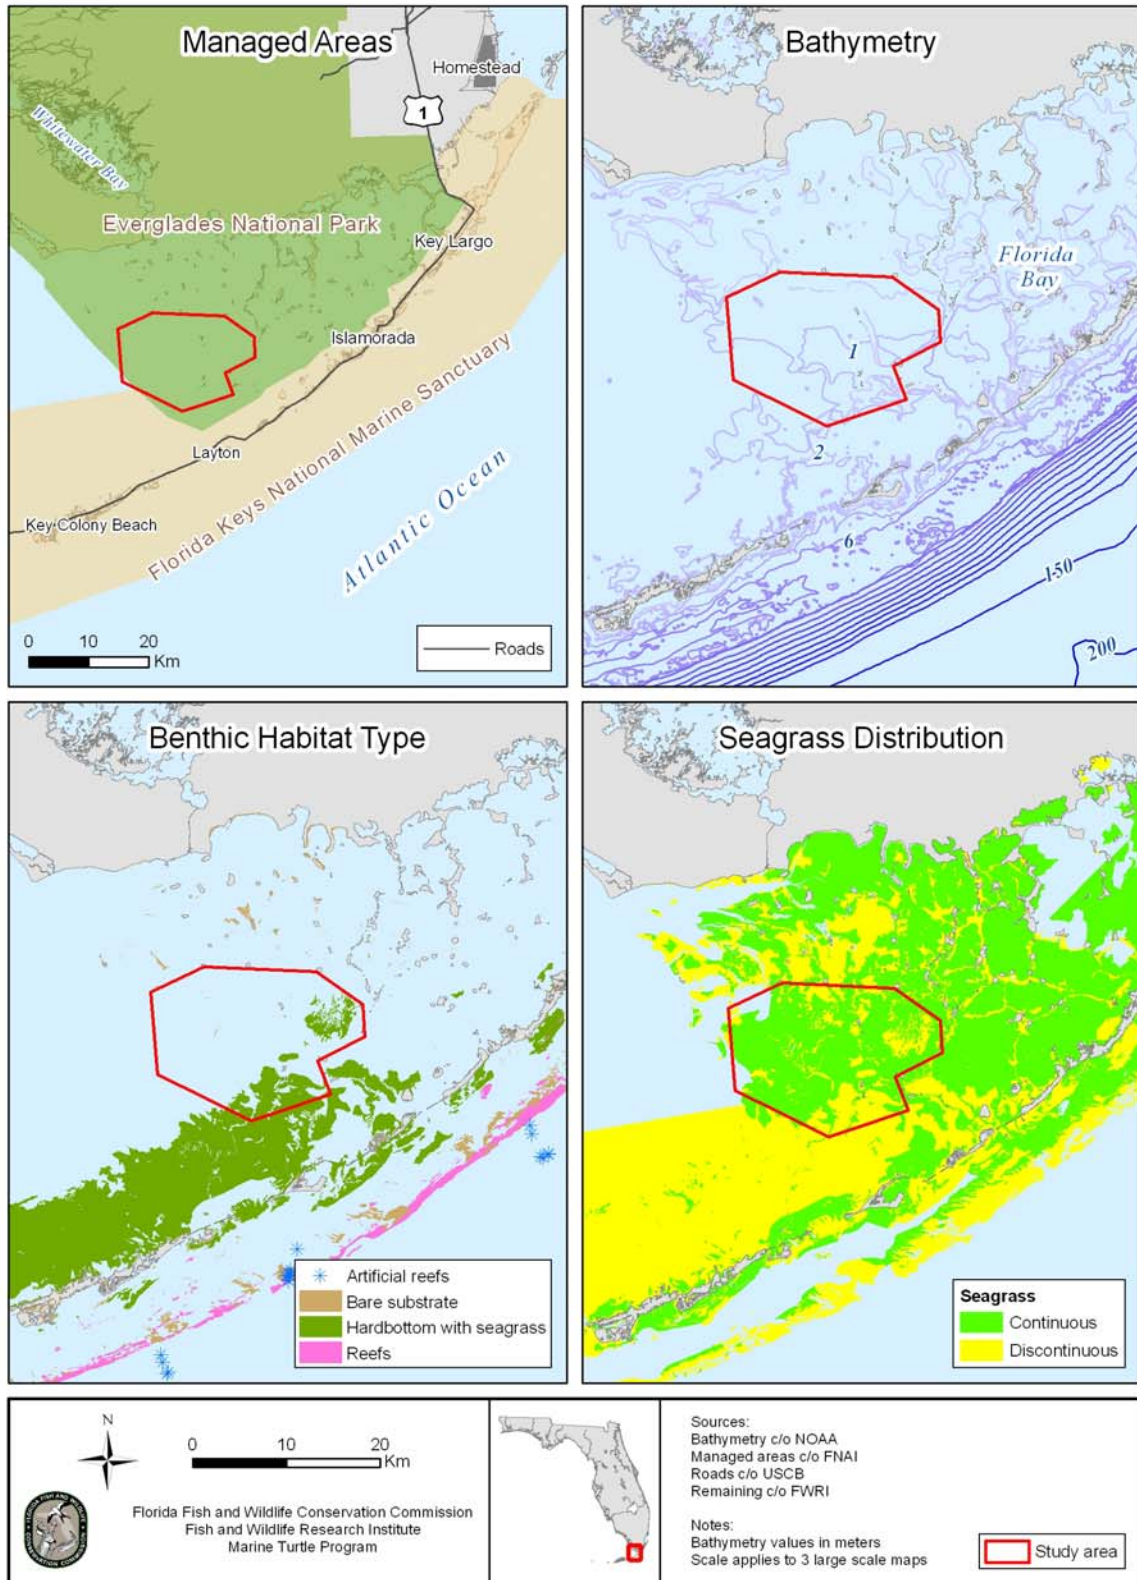 Managed Areas
Homestead
1
Whitewater Bay
Everglades National Park
Key Largo
Islamorada
Florida Keys National Marine Sanctuary
Layton
Key Colony Beach
Atlantic Ocean
0 10 20
Km
Roads
Bathymetry
Florida
Bay
1
2
6
150
200
Benthic Habitat Type
Artificial reefs
Bare substrate
Hardbottom with seagrass
Reefs
Seagrass Distribution
Seagrass
Continuous
Discontinuous
N
0 10 20
Km
Florida Fish and Wildlife Conservation Commission
Fish and Wildlife Research Institute
Marine Turtle Program
Sources:
Bathymetry c/o NOAA
Managed areas c/o FNAI
Roads c/o USCB
Remaining c/o FWRI
Notes:
Bathymetry values in meters
Scale applies to 3 large scale maps
Study area